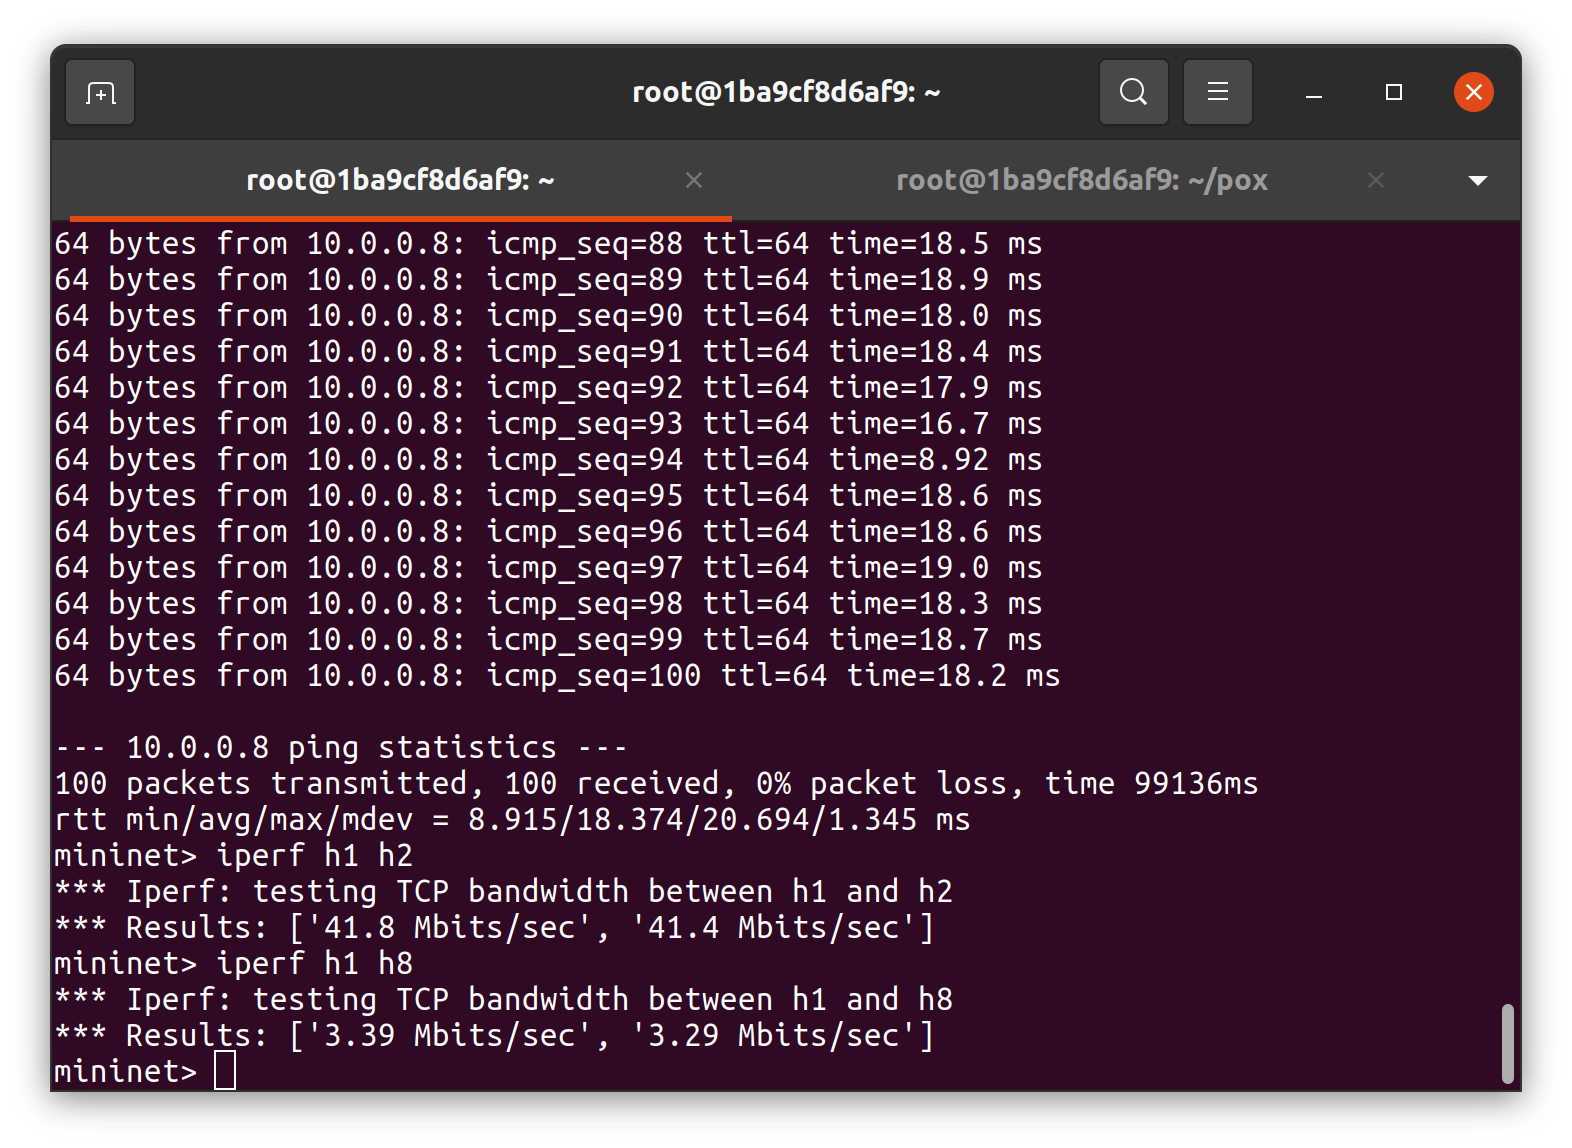 root@1ba9cf8d6af9: ~
root@1ba9cf8d6af9: ~
root@1ba9cf8d6af9: ~/pox
64 bytes from 10.0.0.8: icmp_seq=88 ttl=64 time=18.5 ms
64 bytes from 10.0.0.8: icmp_seq=89 ttl=64 time=18.9 ms
64 bytes from 10.0.0.8: icmp_seq=90 ttl=64 time=18.0 ms
64 bytes from 10.0.0.8: icmp_seq=91 ttl=64 time=18.4 ms
64 bytes from 10.0.0.8: icmp_seq=92 ttl=64 time=17.9 ms
64 bytes from 10.0.0.8: icmp_seq=93 ttl=64 time=16.7 ms
64 bytes from 10.0.0.8: icmp_seq=94 ttl=64 time=8.92 ms
64 bytes from 10.0.0.8: icmp_seq=95 ttl=64 time=18.6 ms
64 bytes from 10.0.0.8: icmp_seq=96 ttl=64 time=18.6 ms
64 bytes from 10.0.0.8: icmp_seq=97 ttl=64 time=19.0 ms
64 bytes from 10.0.0.8: icmp_seq=98 ttl=64 time=18.3 ms
64 bytes from 10.0.0.8: icmp_seq=99 ttl=64 time=18.7 ms
64 bytes from 10.0.0.8: icmp_seq=100 ttl=64 time=18.2 ms
--- 10.0.0.8 ping statistics ---
100 packets transmitted, 100 received, 0% packet loss, time 99136ms
rtt min/avg/max/mdev = 8.915/18.374/20.694/1.345 ms
mininet> iperf h1 h2
*** Iperf: testing TCP bandwidth between h1 and h2
*** Results: ['41.8 Mbits/sec', '41.4 Mbits/sec']
mininet> iperf h1 h8
*** Iperf: testing TCP bandwidth between h1 and h8
*** Results: ['3.39 Mbits/sec', '3.29 Mbits/sec']
mininet>